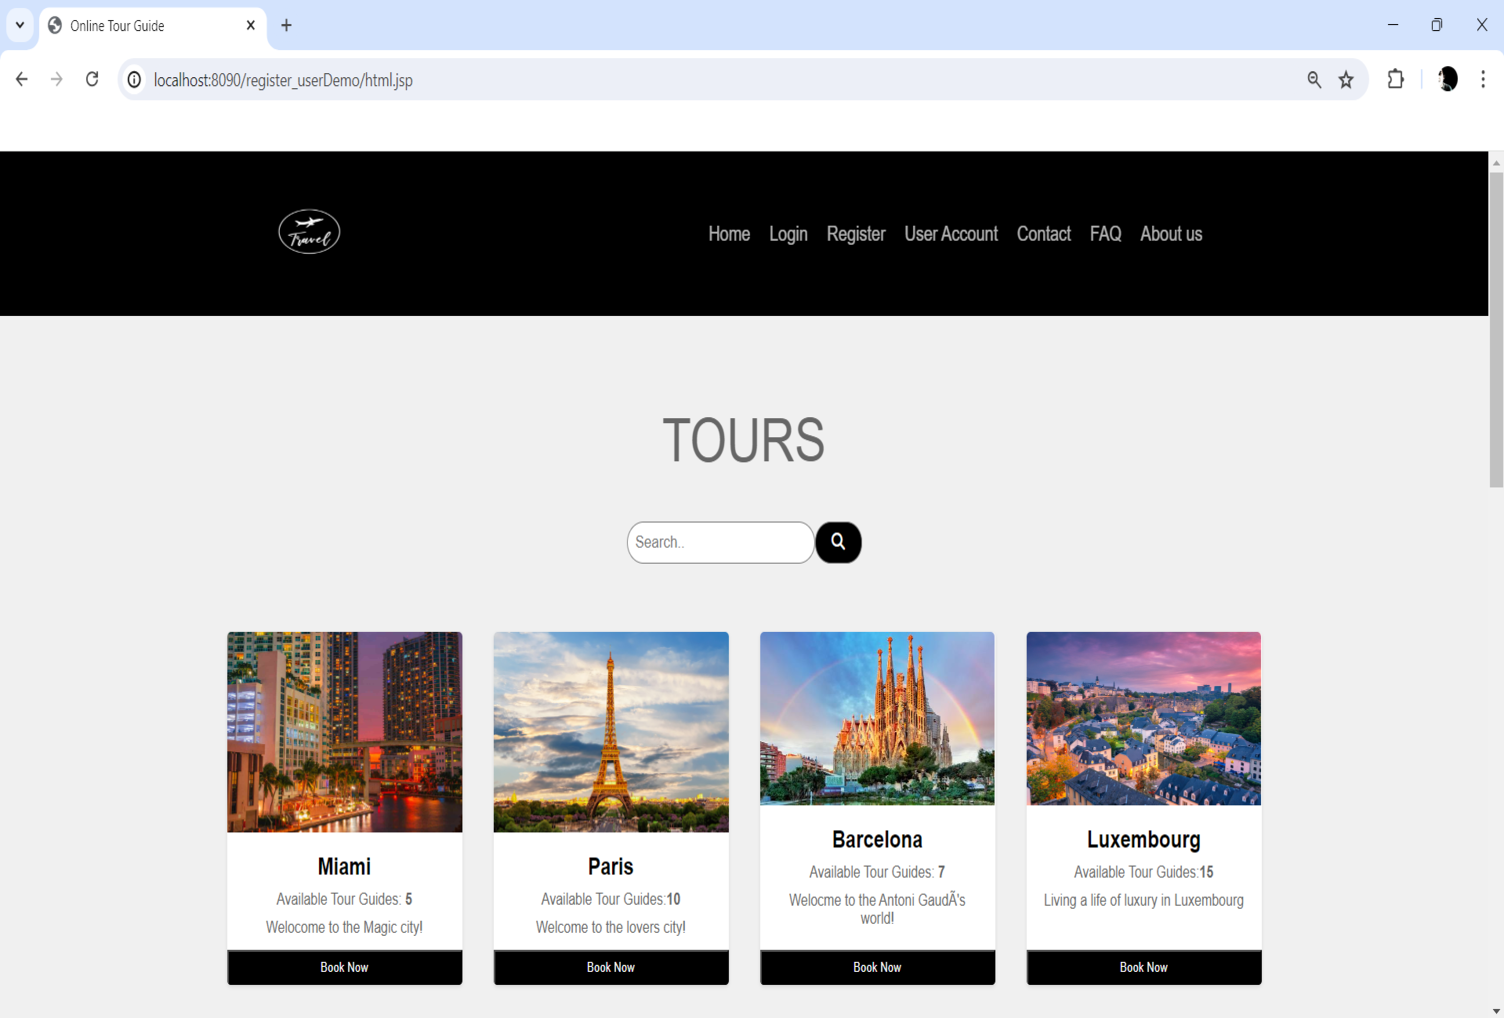 Online Tour Guide
localhost:8090/register_userDemo/html.jsp
Travel
Home Login Register User Account Contact FAQ About us
TOURS
Search..
Miami
Available Tour Guides: 5
Welocome to the Magic city!
Book Now
Paris
Available Tour Guides:10
Welcome to the lovers city!
Book Now
Barcelona
Available Tour Guides: 7
Welocme to the Antoni GaudÃ's
world!
Book Now
Luxembourg
Available Tour Guides:15
Living a life of luxury in Luxembourg
Book Now